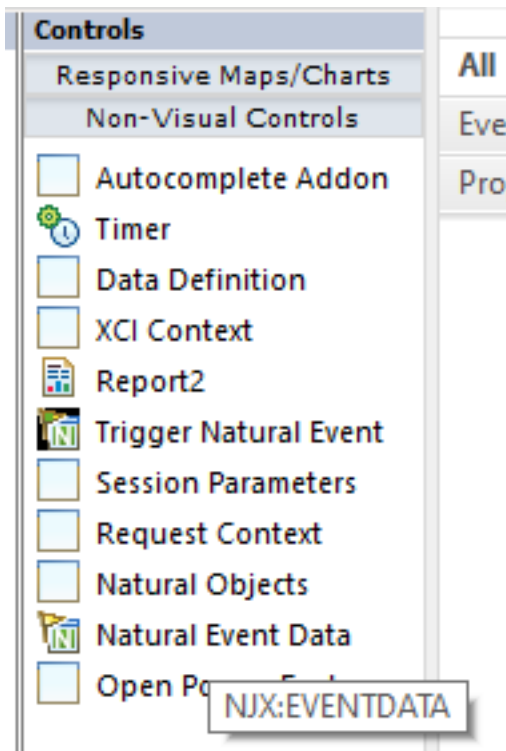 Controls
Responsive Maps/Charts
All
Non-Visual Controls
Eve
Autocomplete Addon
Pro
Timer
Data Definition
XCI Context
Report2
Trigger Natural Event
Session Parameters
Request Context
Natural Objects
Natural Event Data
Open
NJX:EVENTDATA